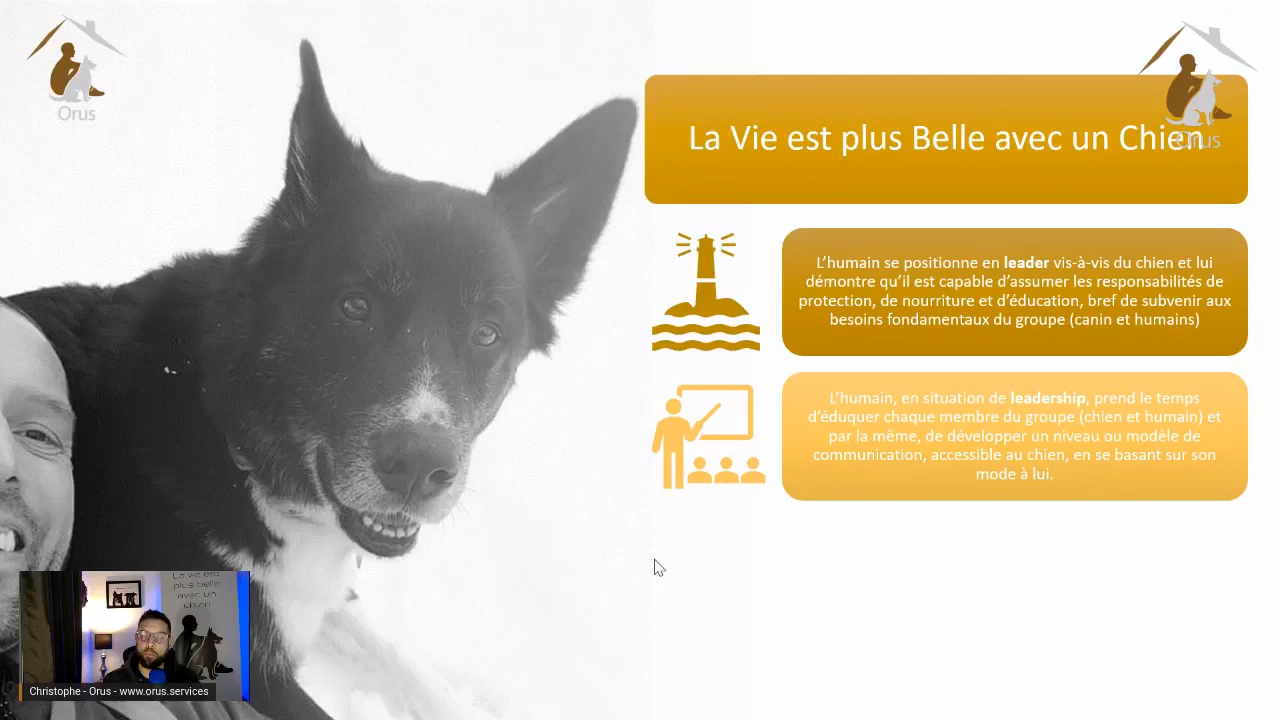 Orus
Orus
La Vie est plus Belle avec un Chien
L'humain se positionne en leader vis-à-vis du chien et lui
démontre qu'il est capable d'assumer les responsabilités de
protection, de nourriture et d'éducation, bref de subvenir aux
besoins fondamentaux du groupe (canin et humains)
L'humain, en situation de leadership, prend le temps
d'éduquer chaque membre du groupe (chien et humain) et
par la même, de développer un niveau ou modèle de
communication, accessible au chien, en se basant sur son
mode à lui.
La vie est
plus belle
avec un
chien
Christophe - Orus - www.orus.services